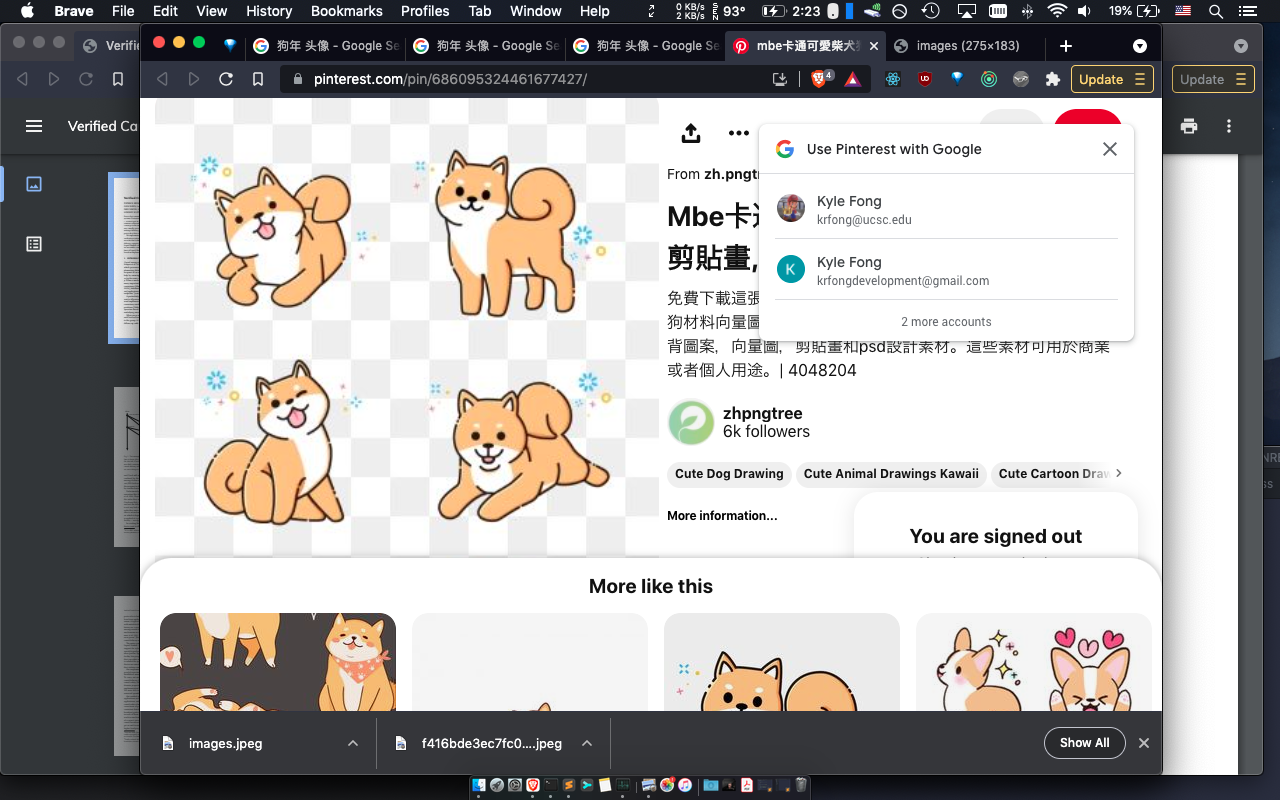 Brave File Edit View History Bookmarks Profiles Tab Window Help
0 KB/s
2 KB/s
93°
2:23
19%
Verifi
狗年 头像 - Google Se
狗年 头像 - Google Se
狗年 头像 - Google Se
mbe卡通可愛柴犬
images (275×183)
pinterest.com/pin/686095324461677427/
4
Update
Update
Verified Ca
Use Pinterest with Google
Kyle Fong
krfong@ucsc.edu
K
Kyle Fong
krfongdevelopment@gmail.com
2 more accounts
From zh.pngt
Mbe卡
剪貼畫,
免費下載這張
狗材料向量圖
背圖案，向量圖，剪貼畫和psd設計素材。這些素材可用於商業
或者個人用途。| 4048204
zhpngtree
6k followers
Cute Dog Drawing
Cute Animal Drawings Kawaii
Cute Cartoon Draw
More information...
You are signed out
More like this
images.jpeg
f416bde3ec7fc0....jpeg
Show All